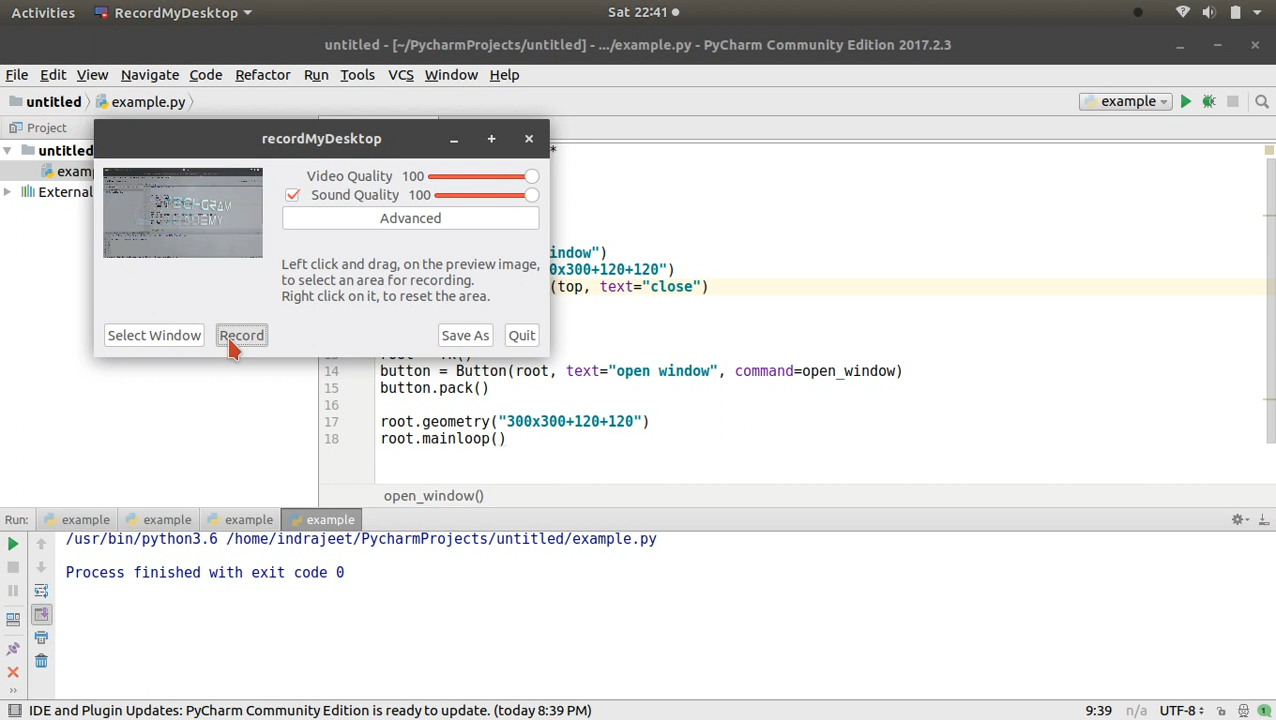 Activities RecordMyDesktop Sat 22:41
untitled - [~/PycharmProjects/untitled] - .../example.py - PyCharm Community Edition 2017.2.3
File Edit View Navigate Code Refactor Run Tools VCS Window Help
untitled example.py example
Project
recordMyDesktop
untitled
examp
External
Video Quality 100
Sound Quality 100
Advanced
Left click and drag, on the preview image,
to select an area for recording.
Right click on it, to reset the area.
Select Window Record Save As Quit
indow")
0x300+120+120")
(top, text="close")
14 button = Button(root, text="open window", command=open_window)
15 button.pack()
16
17 root.geometry("300x300+120+120")
18 root.mainloop()
open_window()
Run: example example example example
/usr/bin/python3.6 /home/indrajeet/PycharmProjects/untitled/example.py
Process finished with exit code 0
IDE and Plugin Updates: PyCharm Community Edition is ready to update. (today 8:39 PM) 9:39 n/a UTF-8 1